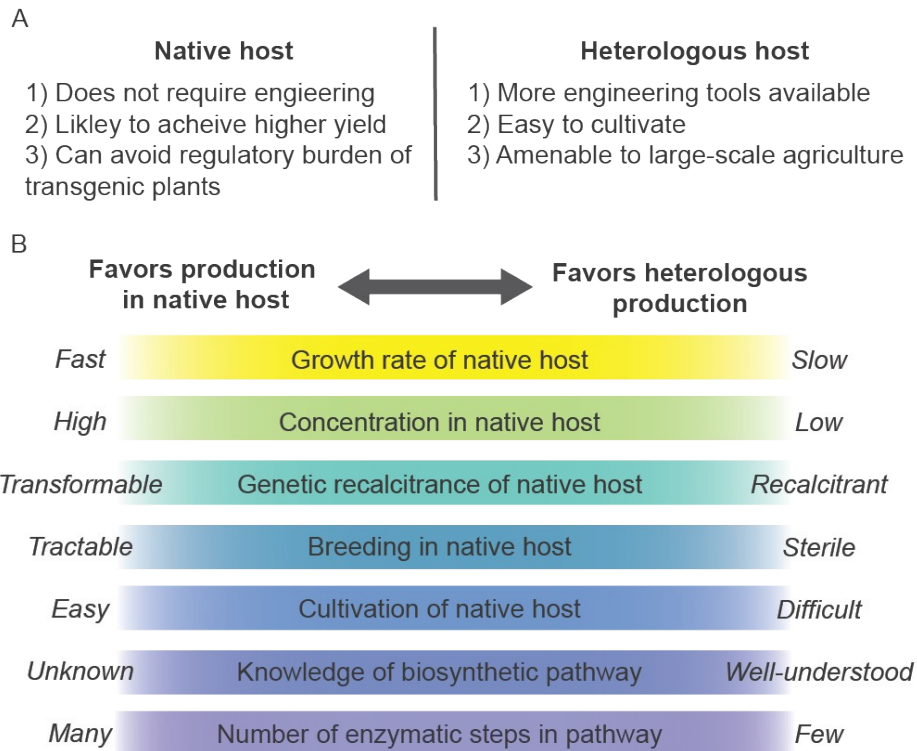 A
Native host
1) Does not require engieering
2) Likley to acheive higher yield
3) Can avoid regulatory burden of
transgenic plants
Heterologous host
1) More engineering tools available
2) Easy to cultivate
3) Amenable to large-scale agriculture
B
Favors production
in native host
Favors heterologous
production
Fast Growth rate of native host Slow
High Concentration in native host Low
Transformable Genetic recalcitrance of native host Recalcitrant
Tractable Breeding in native host Sterile
Easy Cultivation of native host Difficult
Unknown Knowledge of biosynthetic pathway Well-understood
Many Number of enzymatic steps in pathway Few